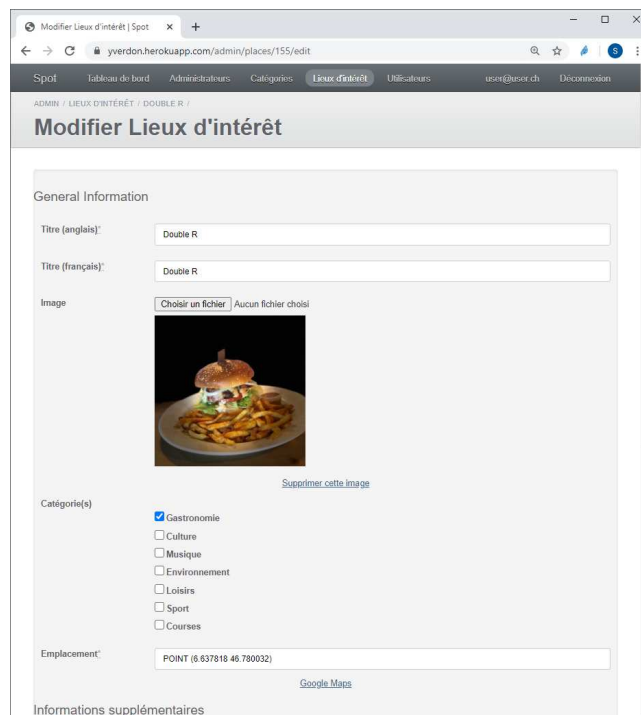 Modifier Lieux d'intérêt | Spot
yverdon.herokuapp.com/admin/places/155/edit
S
Spot Tableau de bord Administrateurs Catégories Lieux d'intérêt Utilisateurs user@user.ch Déconnexion
ADMIN / LIEUX D'INTÉRÊT / DOUBLE R /
Modifier Lieux d'intérêt
General Information
Titre (anglais)*
Double R
Titre (français)*
Double R
Image
Choisir un fichier Aucun fichier choisi
Supprimer cette image
Catégorie(s)
Gastronomie
Culture
Musique
Environnement
Loisirs
Sport
Courses
Emplacement*
POINT (6.637818 46.780032)
Google Maps
Informations supplémentaires